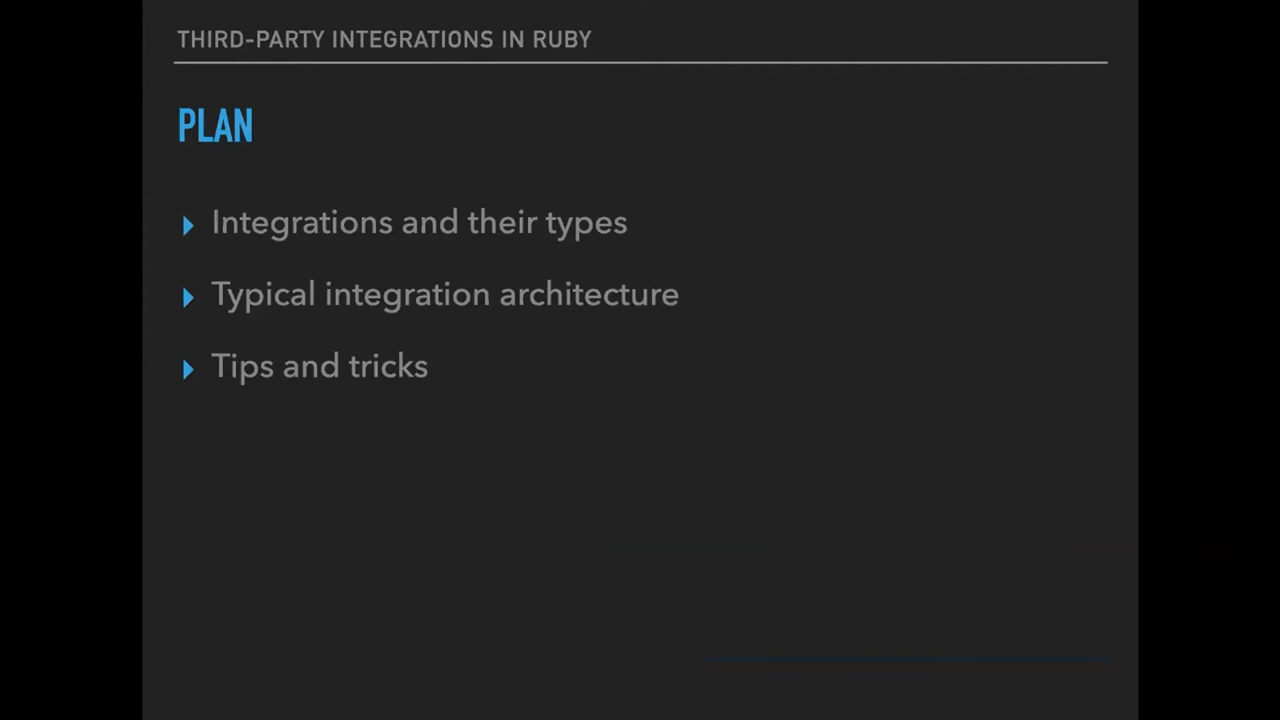 THIRD-PARTY INTEGRATIONS IN RUBY
PLAN
Integrations and their types
Typical integration architecture
Tips and tricks